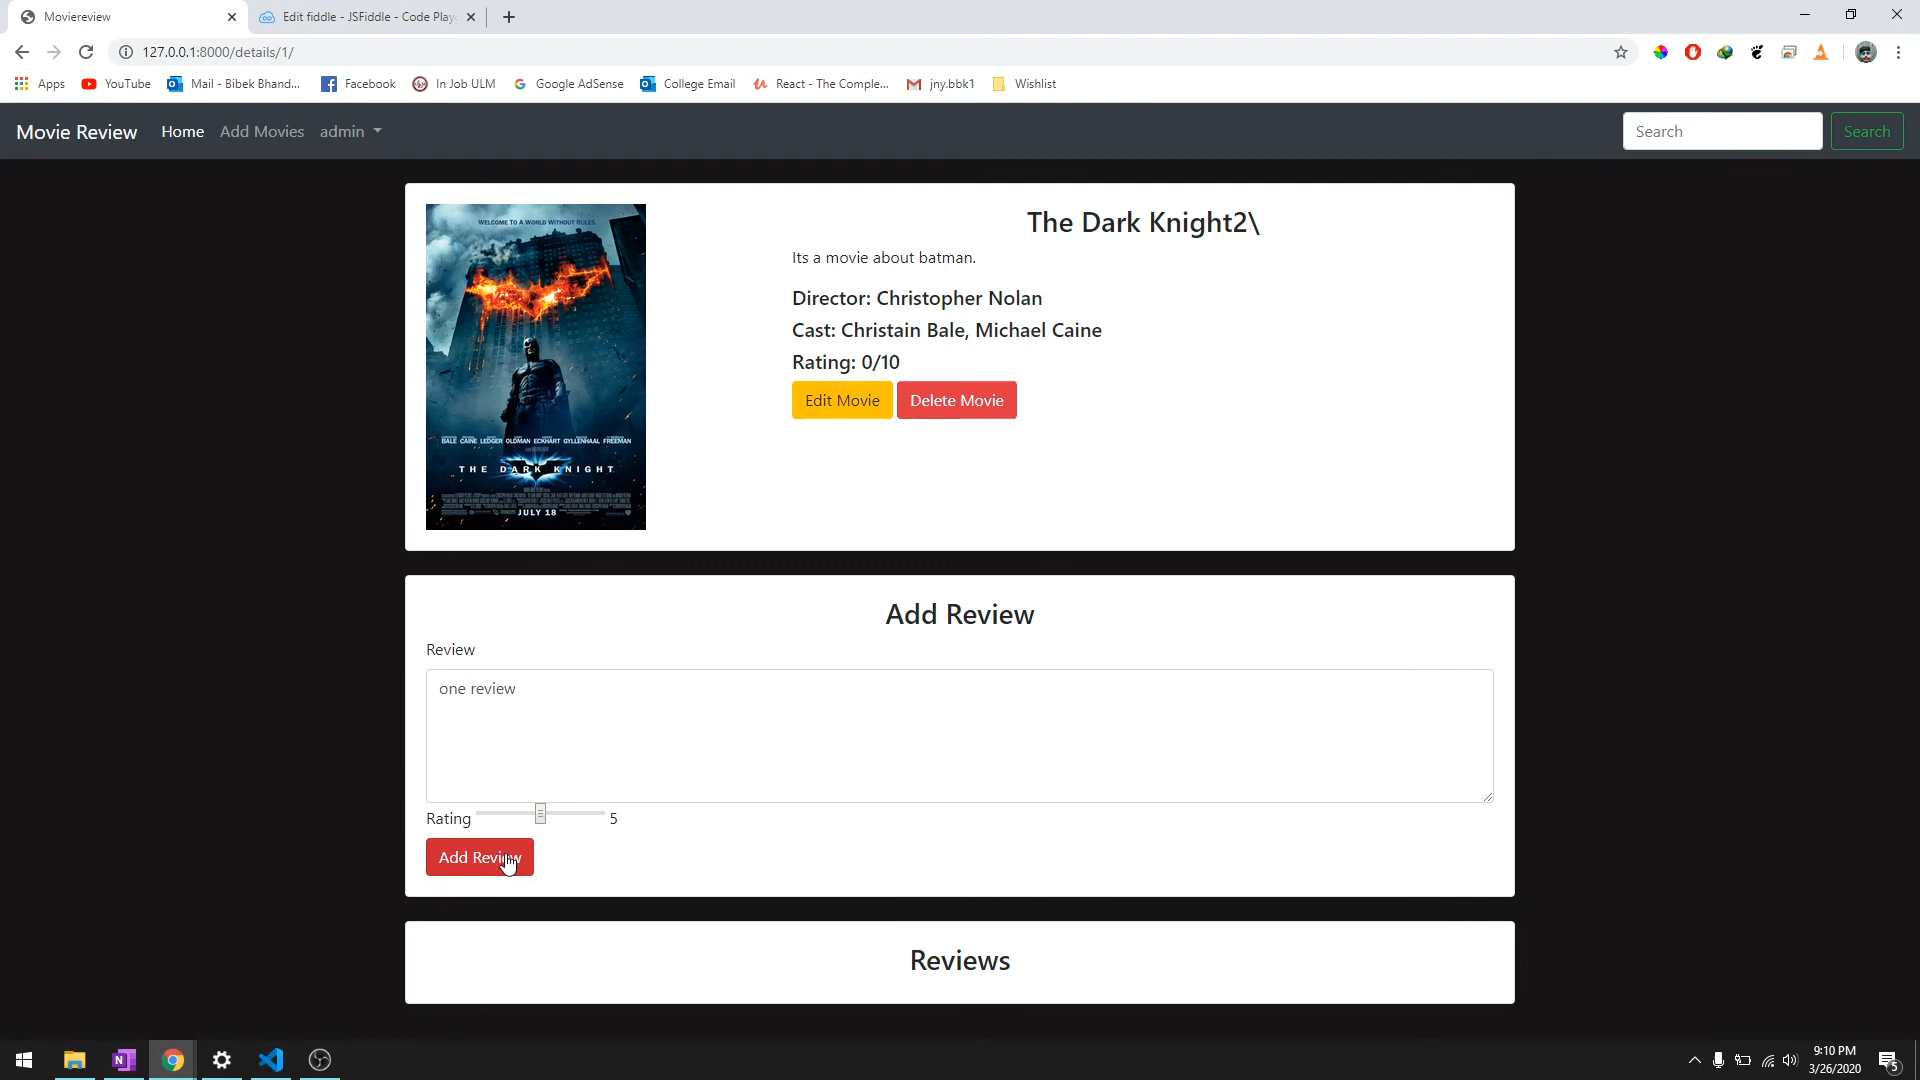 Moviereview
Edit fiddle - JSFiddle - Code Play
127.0.0.1:8000/details/1/
Apps
YouTube
Mail - Bibek Bhand...
Facebook
In Job ULM
Google AdSense
College Email
React - The Comple...
jny.bbk1
Wishlist
Movie Review
Home
Add Movies
admin
Search
Search
WELCOME TO A WORLD WITHOUT RULES.
BALE CAINE LEDGER OLDMAN ECKHART GYLLENHAAL FREEMAN
THE DARK KNIGHT
JULY 18
The Dark Knight2\
Its a movie about batman.
Director: Christopher Nolan
Cast: Christain Bale, Michael Caine
Rating: 0/10
Edit Movie
Delete Movie
Add Review
Review
one review
Rating
5
Add Review
Reviews
9:10 PM
3/26/2020
5